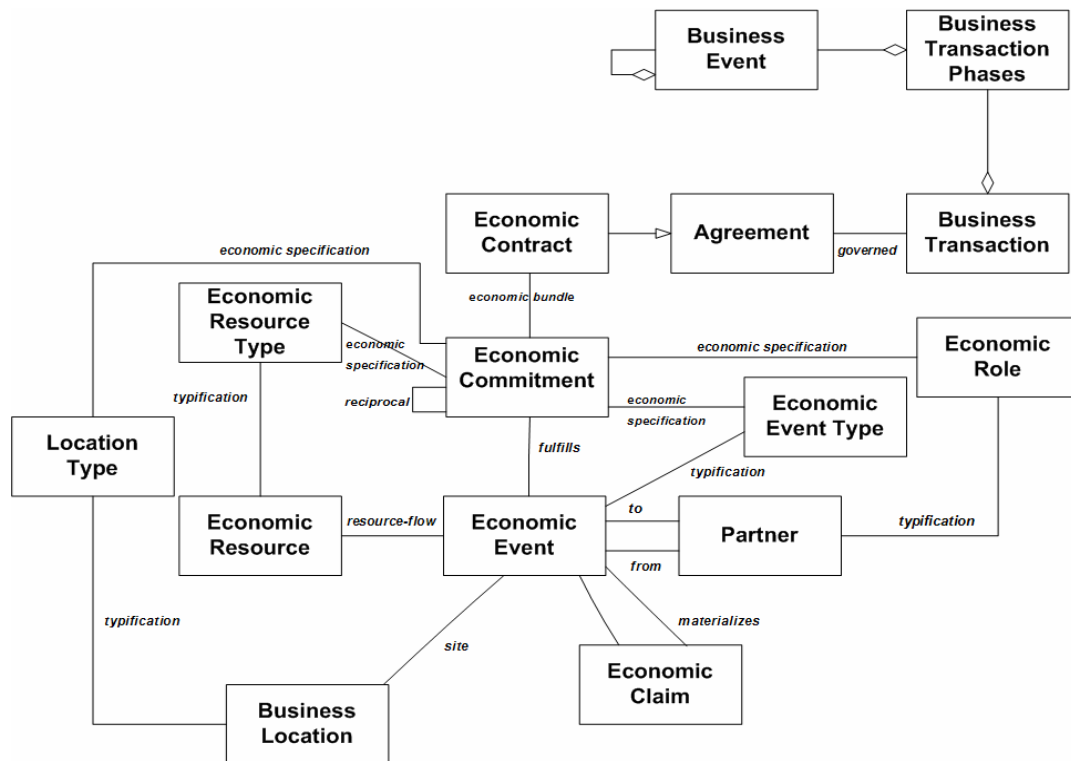 Business
Event
Business
Transaction
Phases
Economic
Contract
Agreement
governed
Business
Transaction
economic specification
economic bundle
Economic
Resource
Type
economic
specification
Economic
Commitment
reciprocal
economic specification
Economic
Role
economic
specification
Economic
Event Type
typification
Location
Type
fulfills
typification
Economic
Resource
resource-flow
Economic
Event
to
from
Partner
typification
typification
site
materializes
Economic
Claim
Business
Location